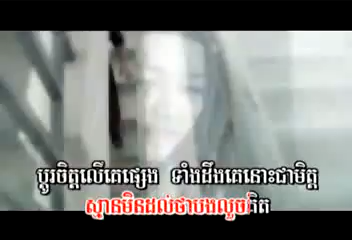 ប្តូរចិត្តលើគេផ្សេង ទាំងដឹងគេនោះជាមិត្ត
ស្មានមិនដល់ថាបងលួចគិត